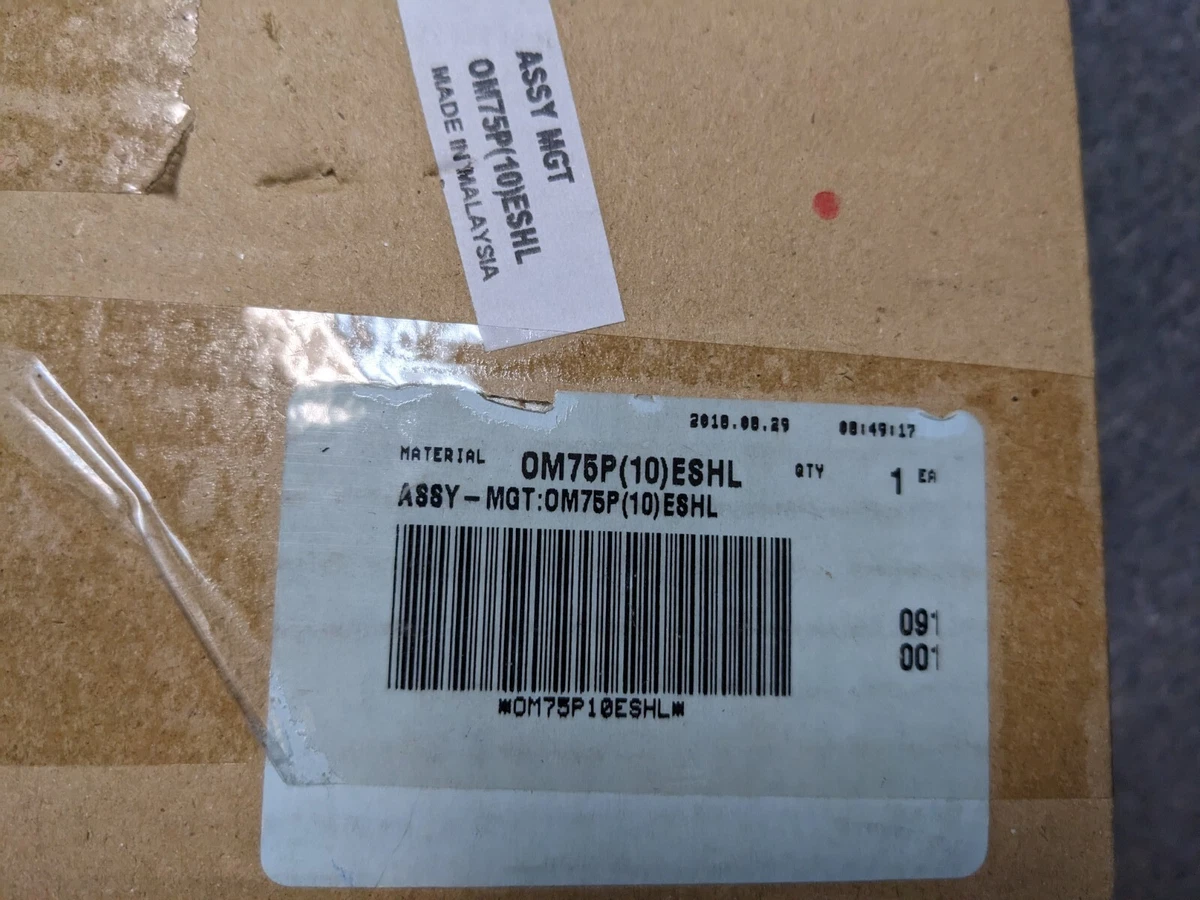 ASSY MGT
OM75P(10)ESHL
MADE IN MALAYSIA
2018.08.29 08:49:17
MATERIAL OM75P(10)ESHL QTY 1 EA
ASSY-MGT:OM75P(10)ESHL
091
001
*OM75P10ESHL*